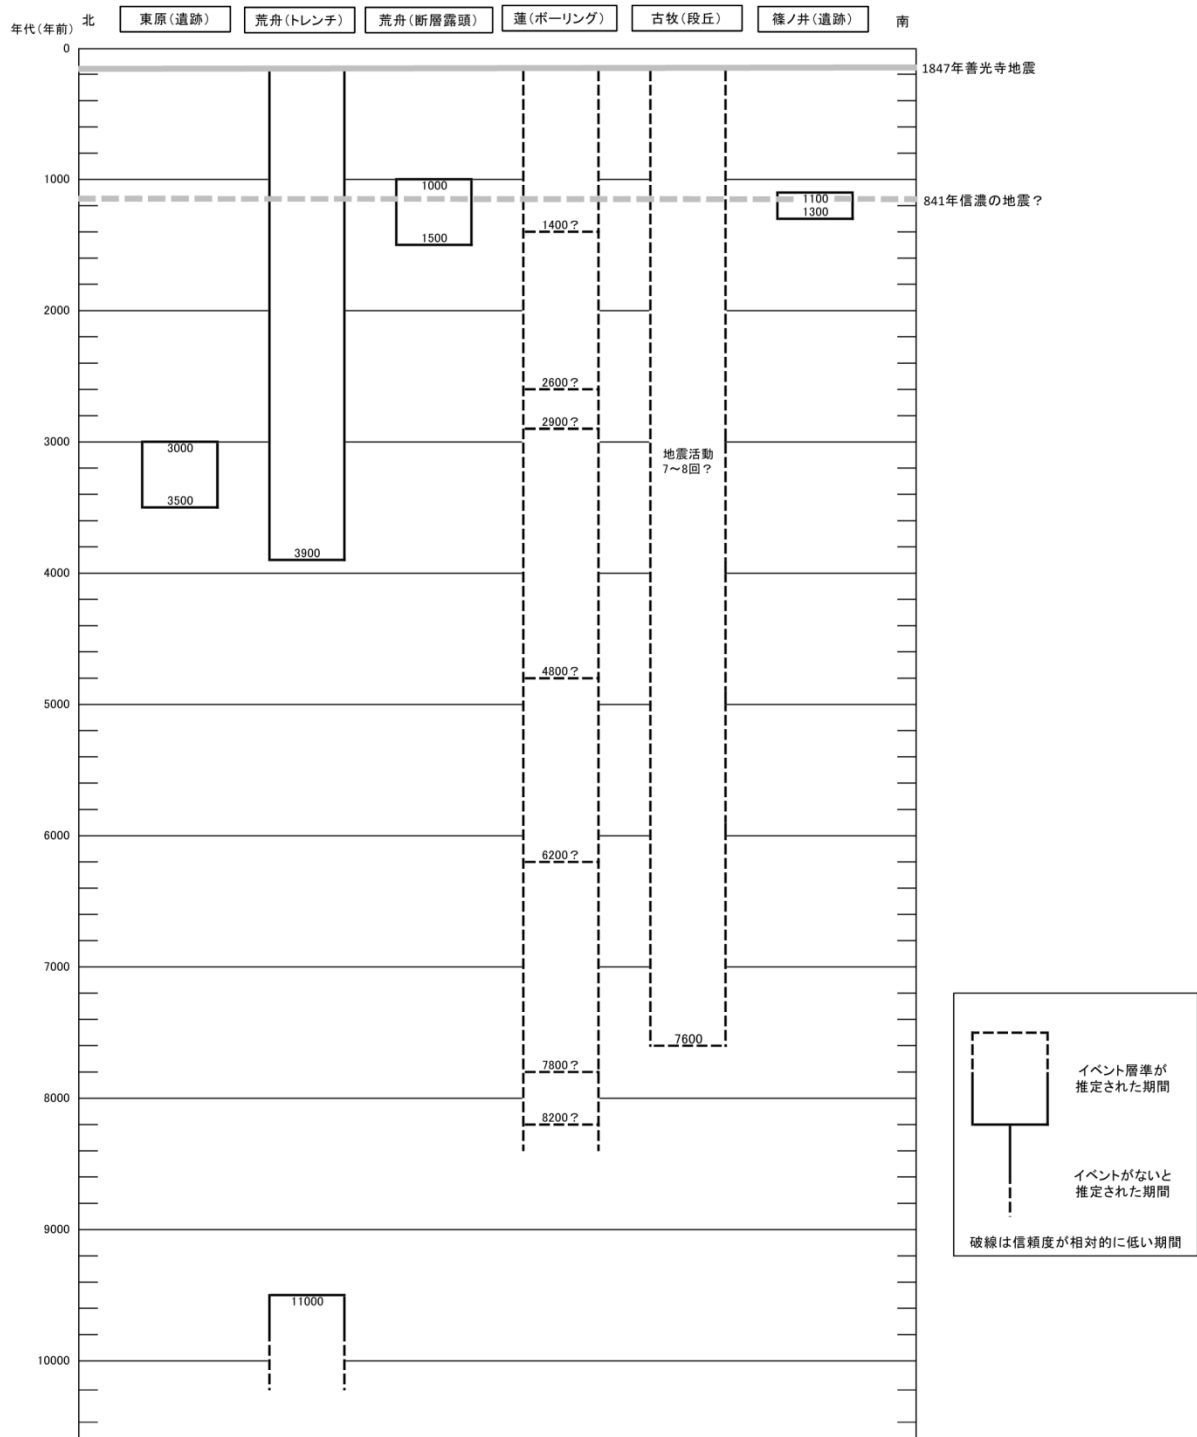 年代(年前)
北
東原(遺跡)
荒舟(トレンチ)
荒舟(断層露頭)
蓮(ボーリング)
古牧(段丘)
篠ノ井(遺跡)
南
0
1847年善光寺地震
1000
1000
1100
841年信濃の地震?
1300
1400?
1500
2000
2600?
2900?
3000
3000
地震活動
7〜8回?
3500
3900
4000
4800?
5000
6000
6200?
7000
7600
7800?
8000
8200?
9000
11000
10000
イベント層準が
推定された期間
イベントがないと
推定された期間
破線は信頼度が相対的に低い期間